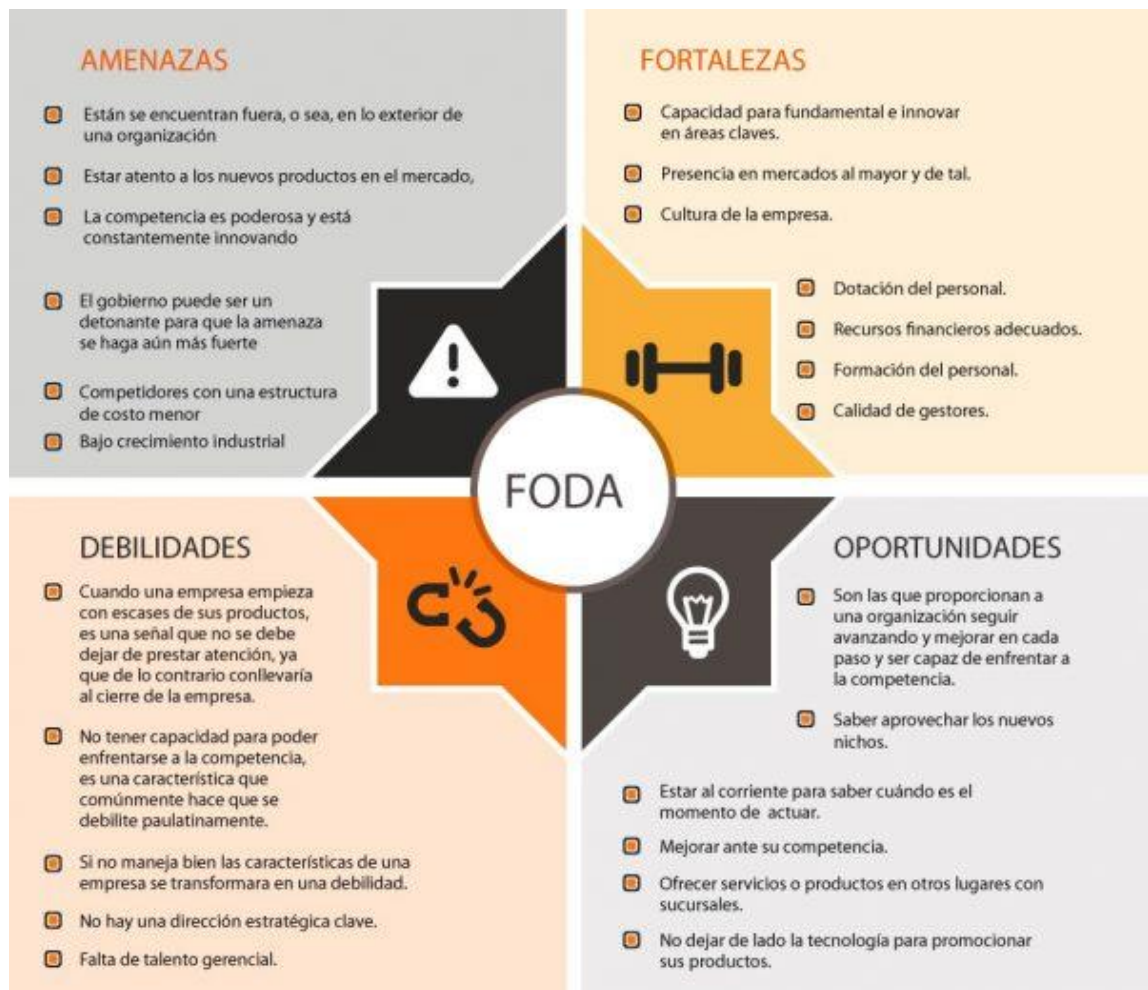 AMENAZAS
Están se encuentran fuera, o sea, en lo exterior de
una organización
Estar atento a los nuevos productos en el mercado,
La competencia es poderosa y está
constantemente innovando
El gobierno puede ser un
detonante para que la amenaza
se haga aún más fuerte
Competidores con una estructura
de costo menor
Bajo crecimiento industrial
FORTALEZAS
Capacidad para fundamental e innovar
en áreas claves.
Presencia en mercados al mayor y de tal.
Cultura de la empresa.
Dotación del personal.
Recursos financieros adecuados.
Formación del personal.
Calidad de gestores.
FODA
DEBILIDADES
Cuando una empresa empieza
con escases de sus productos,
es una señal que no se debe
dejar de prestar atención, ya
que de lo contrario conllevaría
al cierre de la empresa.
No tener capacidad para poder
enfrentarse a la competencia,
es una característica que
comúnmente hace que se
debilite paulatinamente.
Si no maneja bien las características de una
empresa se transformara en una debilidad.
No hay una dirección estratégica clave.
Falta de talento gerencial.
OPORTUNIDADES
Son las que proporcionan a
una organización seguir
avanzando y mejorar en cada
paso y ser capaz de enfrentar a
la competencia.
Saber aprovechar los nuevos
nichos.
Estar al corriente para saber cuándo es el
momento de actuar.
Mejorar ante su competencia.
Ofrecer servicios o productos en otros lugares con
sucursales.
No dejar de lado la tecnología para promocionar
sus productos.